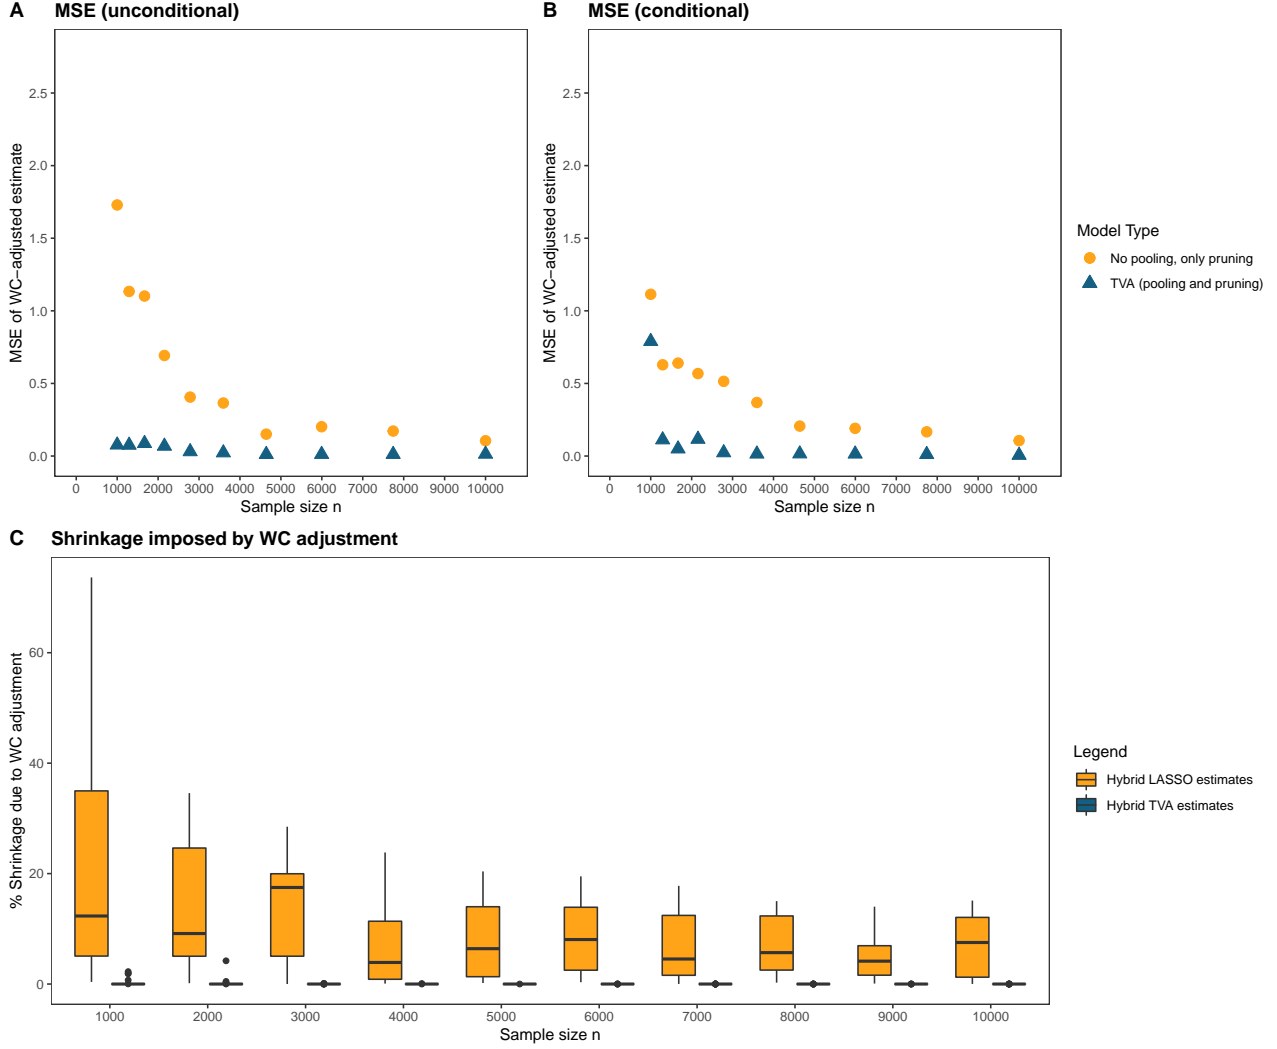 A MSE (unconditional)
MSE of WC−adjusted estimate
2.5
2.0
1.5
1.0
0.5
0.0
0 1000 2000 3000 4000 5000 6000 7000 8000 9000 10000
Sample size n
B MSE (conditional)
MSE of WC−adjusted estimate
2.5
2.0
1.5
1.0
0.5
0.0
0 1000 2000 3000 4000 5000 6000 7000 8000 9000 10000
Sample size n
Model Type
No pooling, only pruning
TVA (pooling and pruning)
C Shrinkage imposed by WC adjustment
% Shrinkage due to WC adjustment
60
40
20
0
1000 2000 3000 4000 5000 6000 7000 8000 9000 10000
Sample size n
Legend
Hybrid LASSO estimates
Hybrid TVA estimates